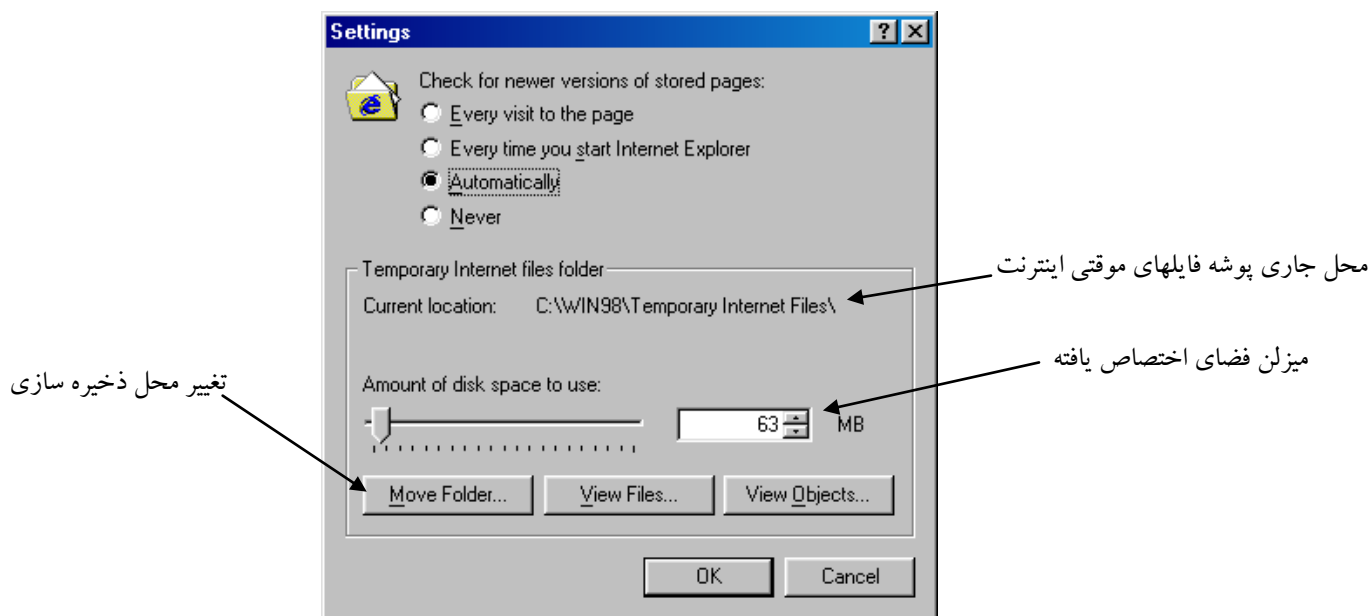 Settings
Check for newer versions of stored pages:
Every visit to the page
Every time you start Internet Explorer
Automatically
Never
Temporary Internet files folder
محل جاری پوشه فایلهای موقتی اینترنت
Current location: C:\WIN98\Temporary Internet Files\
میزلن فضای اختصاص یافته
تغییر محل ذخیره سازی
Amount of disk space to use:
63 MB
Move Folder... View Files... View Objects...
OK Cancel